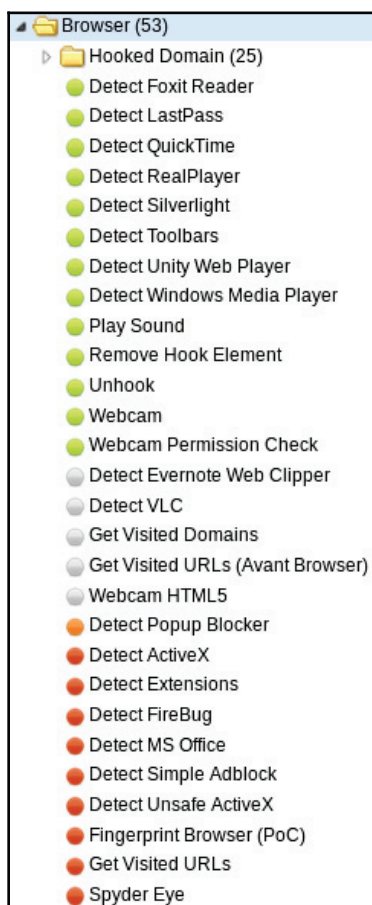 Browser (53)
Hooked Domain (25)
Detect Foxit Reader
Detect LastPass
Detect QuickTime
Detect RealPlayer
Detect Silverlight
Detect Toolbars
Detect Unity Web Player
Detect Windows Media Player
Play Sound
Remove Hook Element
Unhook
Webcam
Webcam Permission Check
Detect Evernote Web Clipper
Detect VLC
Get Visited Domains
Get Visited URLs (Avant Browser)
Webcam HTML5
Detect Popup Blocker
Detect ActiveX
Detect Extensions
Detect FireBug
Detect MS Office
Detect Simple Adblock
Detect Unsafe ActiveX
Fingerprint Browser (PoC)
Get Visited URLs
Spyder Eye